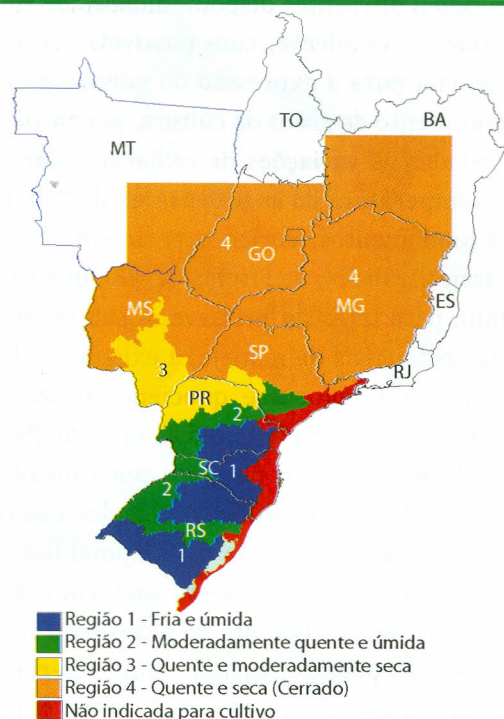 TO
BA
MT
4
GO
4
MG
MS
ES
SP
RJ
3
PR
2
SC
1
2
RS
1
Região 1 - Fria e úmida
Região 2 - Moderadamente quente e úmida
Região 3 - Quente e moderadamente seca
Região 4 - Quente e seca (Cerrado)
Não indicada para cultivo